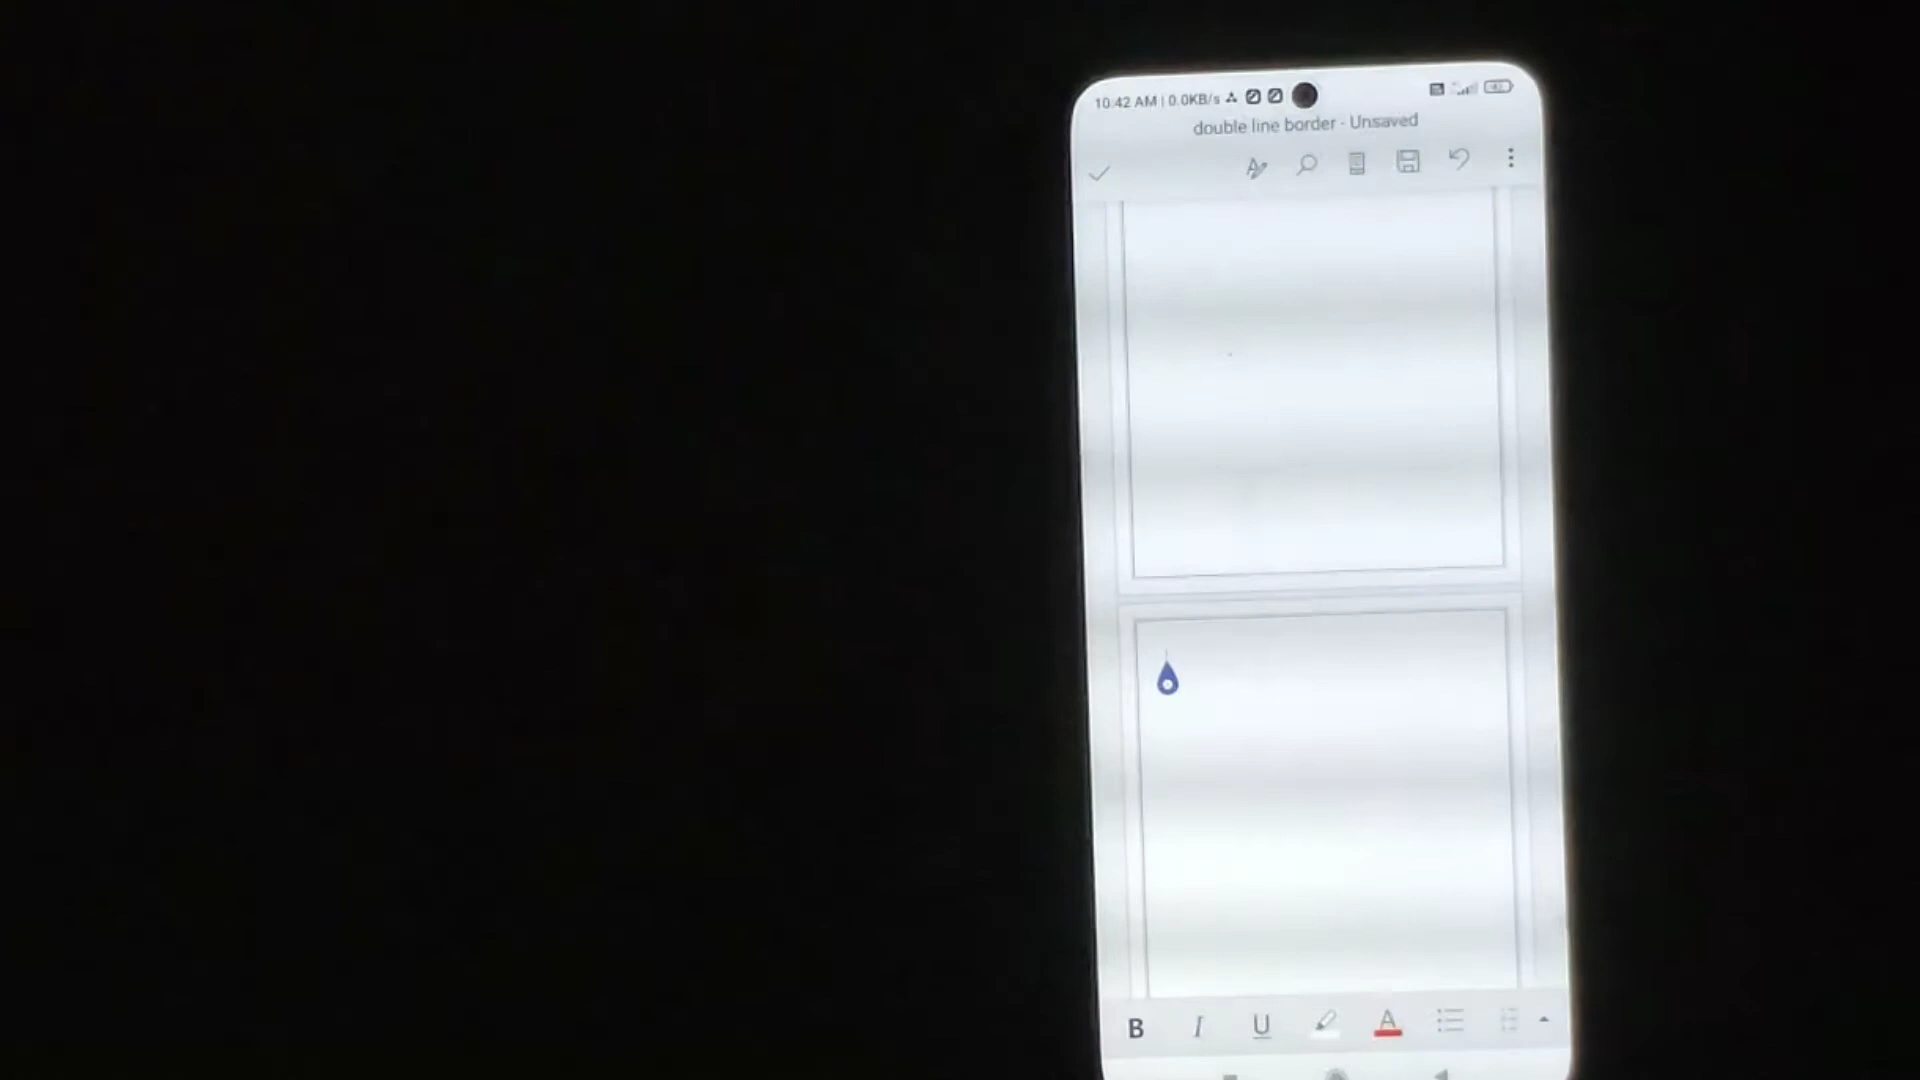 10:42 AM | 0.0KB/s
double line border - Unsaved
A
B I U A